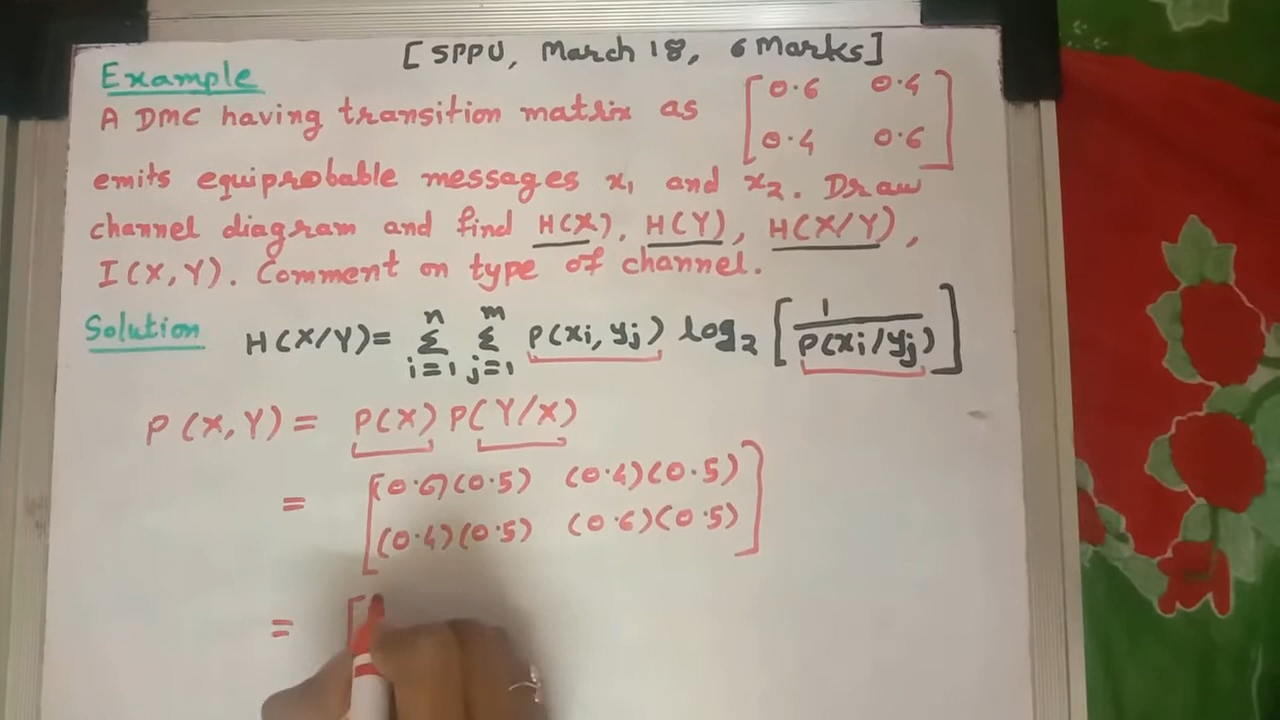 [SPPU, March 18, 6 Marks]
Example
A DMC having transition matrix as [0.6 0.4
0.4 0.6]
emits equiprobable messages x₁ and x₂. Draw
channel diagram and find H(X), H(Y), H(X/Y),
I(X,Y). Comment on type of channel.
Solution H(X/Y)= n Σ i=1 m Σ j=1 P(xi, yj) log₂ [1 / P(xi/yj)]
P(X,Y) = P(X) P(Y/X)
= [(0.6)(0.5) (0.4)(0.5)
(0.4)(0.5) (0.6)(0.5)]
= [